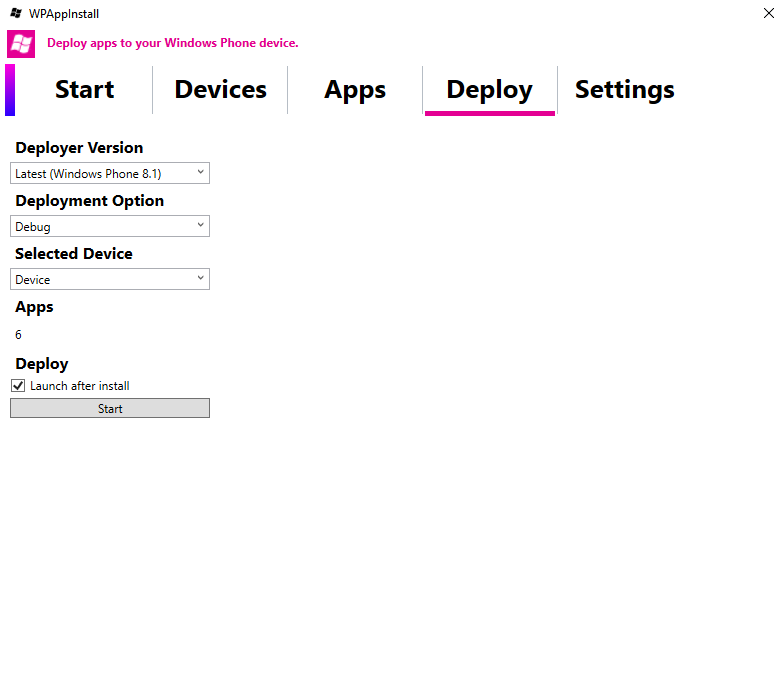 WPAppInstall
Deploy apps to your Windows Phone device.
Start Devices Apps Deploy Settings
Deployer Version
Latest (Windows Phone 8.1)
Deployment Option
Debug
Selected Device
Device
Apps
6
Deploy
Launch after install
Start